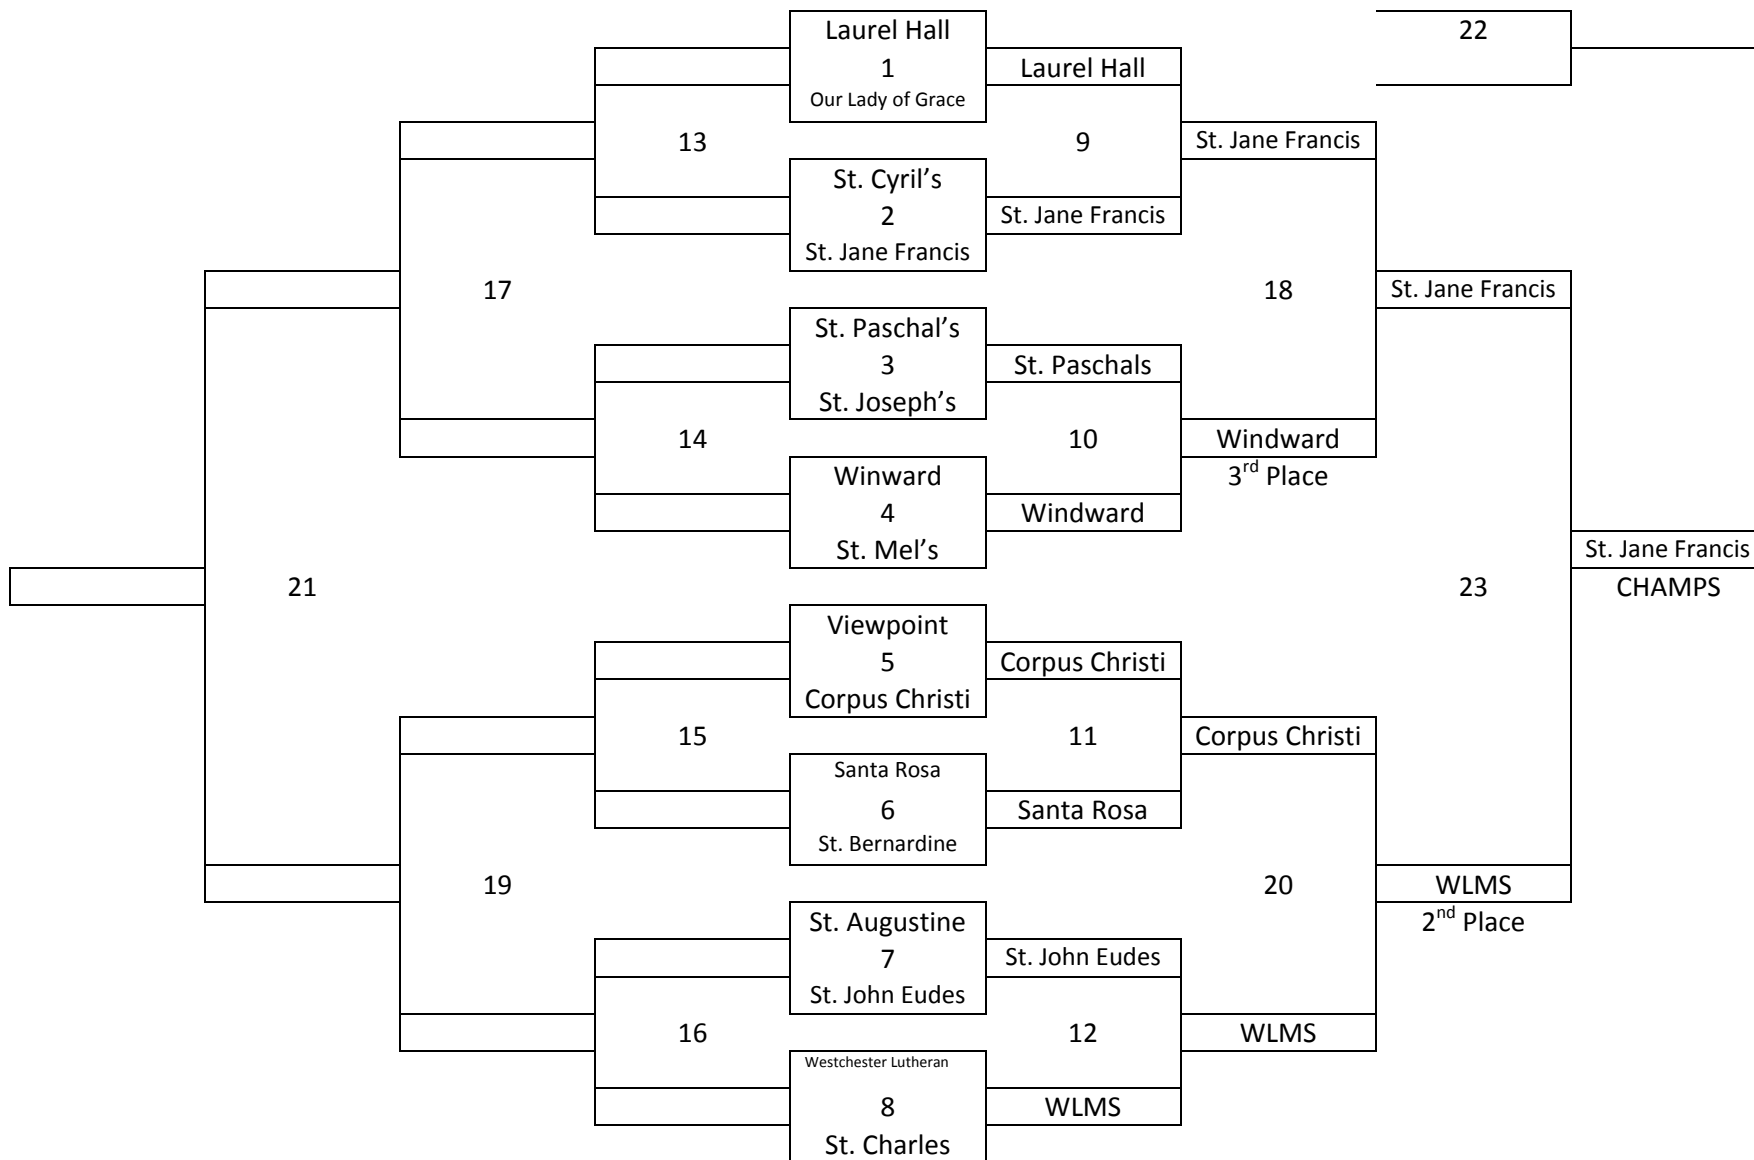 Laurel Hall
22
1
Laurel Hall
Our Lady of Grace
13
9
St. Jane Francis
St. Cyril’s
2
St. Jane Francis
St. Jane Francis
17
18
St. Jane Francis
St. Paschal’s
3
St. Paschals
St. Joseph’s
14
10
Windward
3rd Place
Winward
4
Windward
St. Mel’s
St. Jane Francis
21
23
CHAMPS
Viewpoint
5
Corpus Christi
Corpus Christi
15
11
Corpus Christi
Santa Rosa
6
Santa Rosa
St. Bernardine
19
20
WLMS
2nd Place
St. Augustine
7
St. John Eudes
St. John Eudes
16
12
WLMS
Westchester Lutheran
8
WLMS
St. Charles